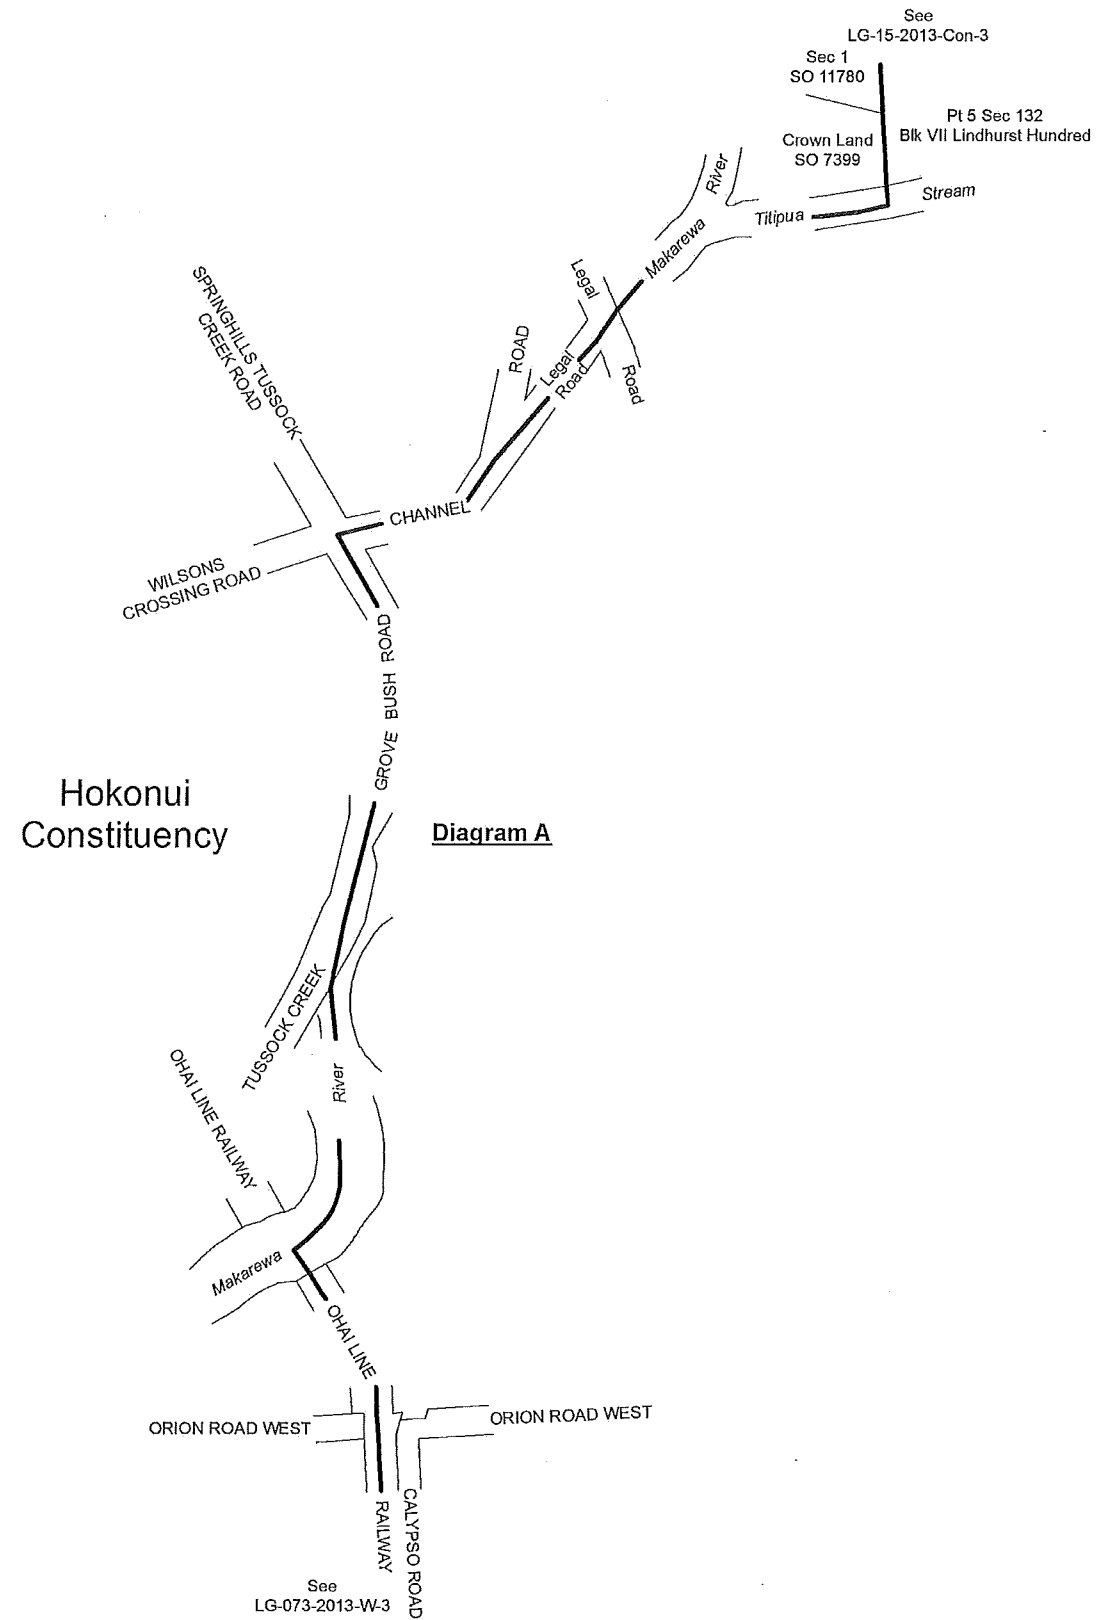 See
LG-15-2013-Con-3
Sec 1
SO 11780
Pt 5 Sec 132
Blk VII Lindhurst Hundred
Crown Land
SO 7399
River
Stream
Titipua
Makarewa
Legal
Road
ROAD
Legal
Road
SPRINGHILLS TUSSOCK
CREEK ROAD
CHANNEL
WILSONS
CROSSING ROAD
GROVE BUSH ROAD
Hokonui
Constituency
Diagram A
TUSSOCK CREEK
River
OHAI LINE RAILWAY
Makarewa
OHAI LINE
ORION ROAD WEST
ORION ROAD WEST
RAILWAY
CALYPSO ROAD
See
LG-073-2013-W-3